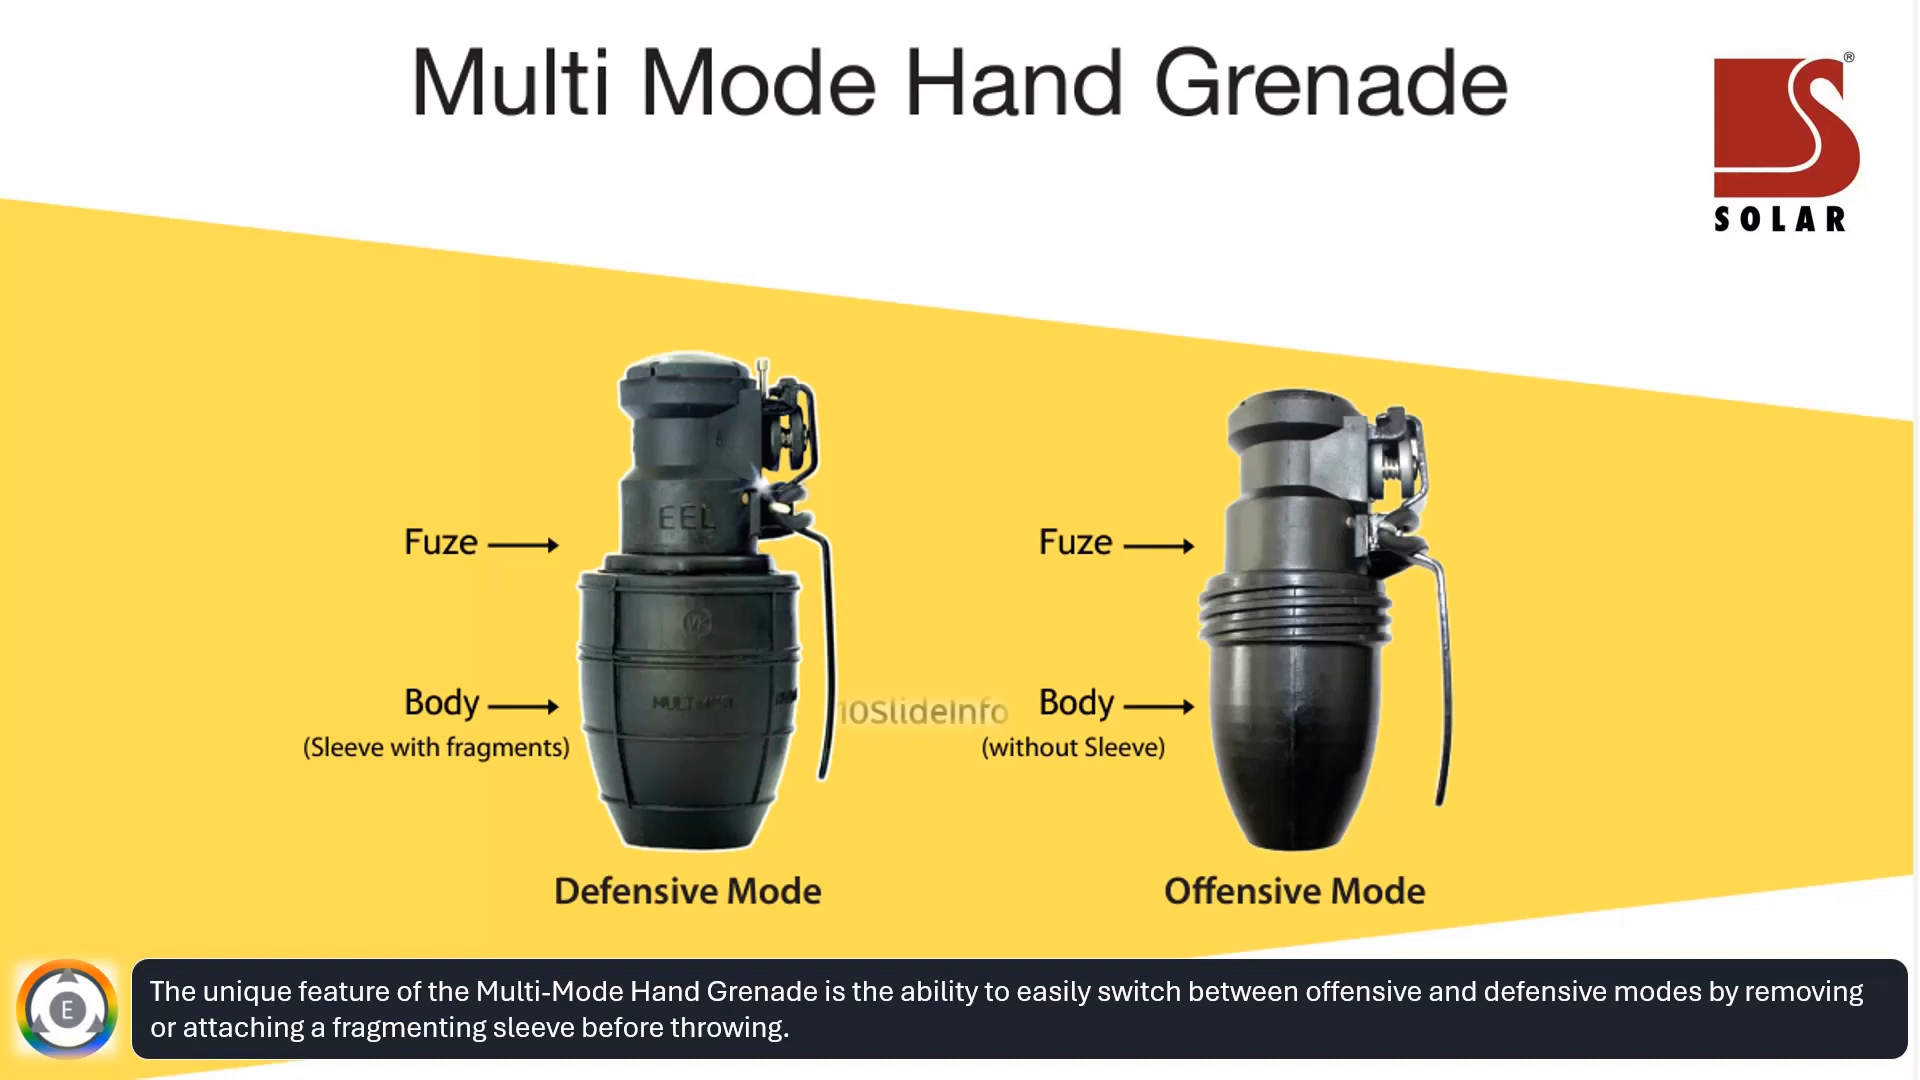 Multi Mode Hand Grenade
®
SOLAR
EEL
VK
Fuze
Fuze
Body
(Sleeve with fragments)
10SlideInfo
Body
(without Sleeve)
Defensive Mode
Offensive Mode
E
The unique feature of the Multi-Mode Hand Grenade is the ability to easily switch between offensive and defensive modes by removing
or attaching a fragmenting sleeve before throwing.